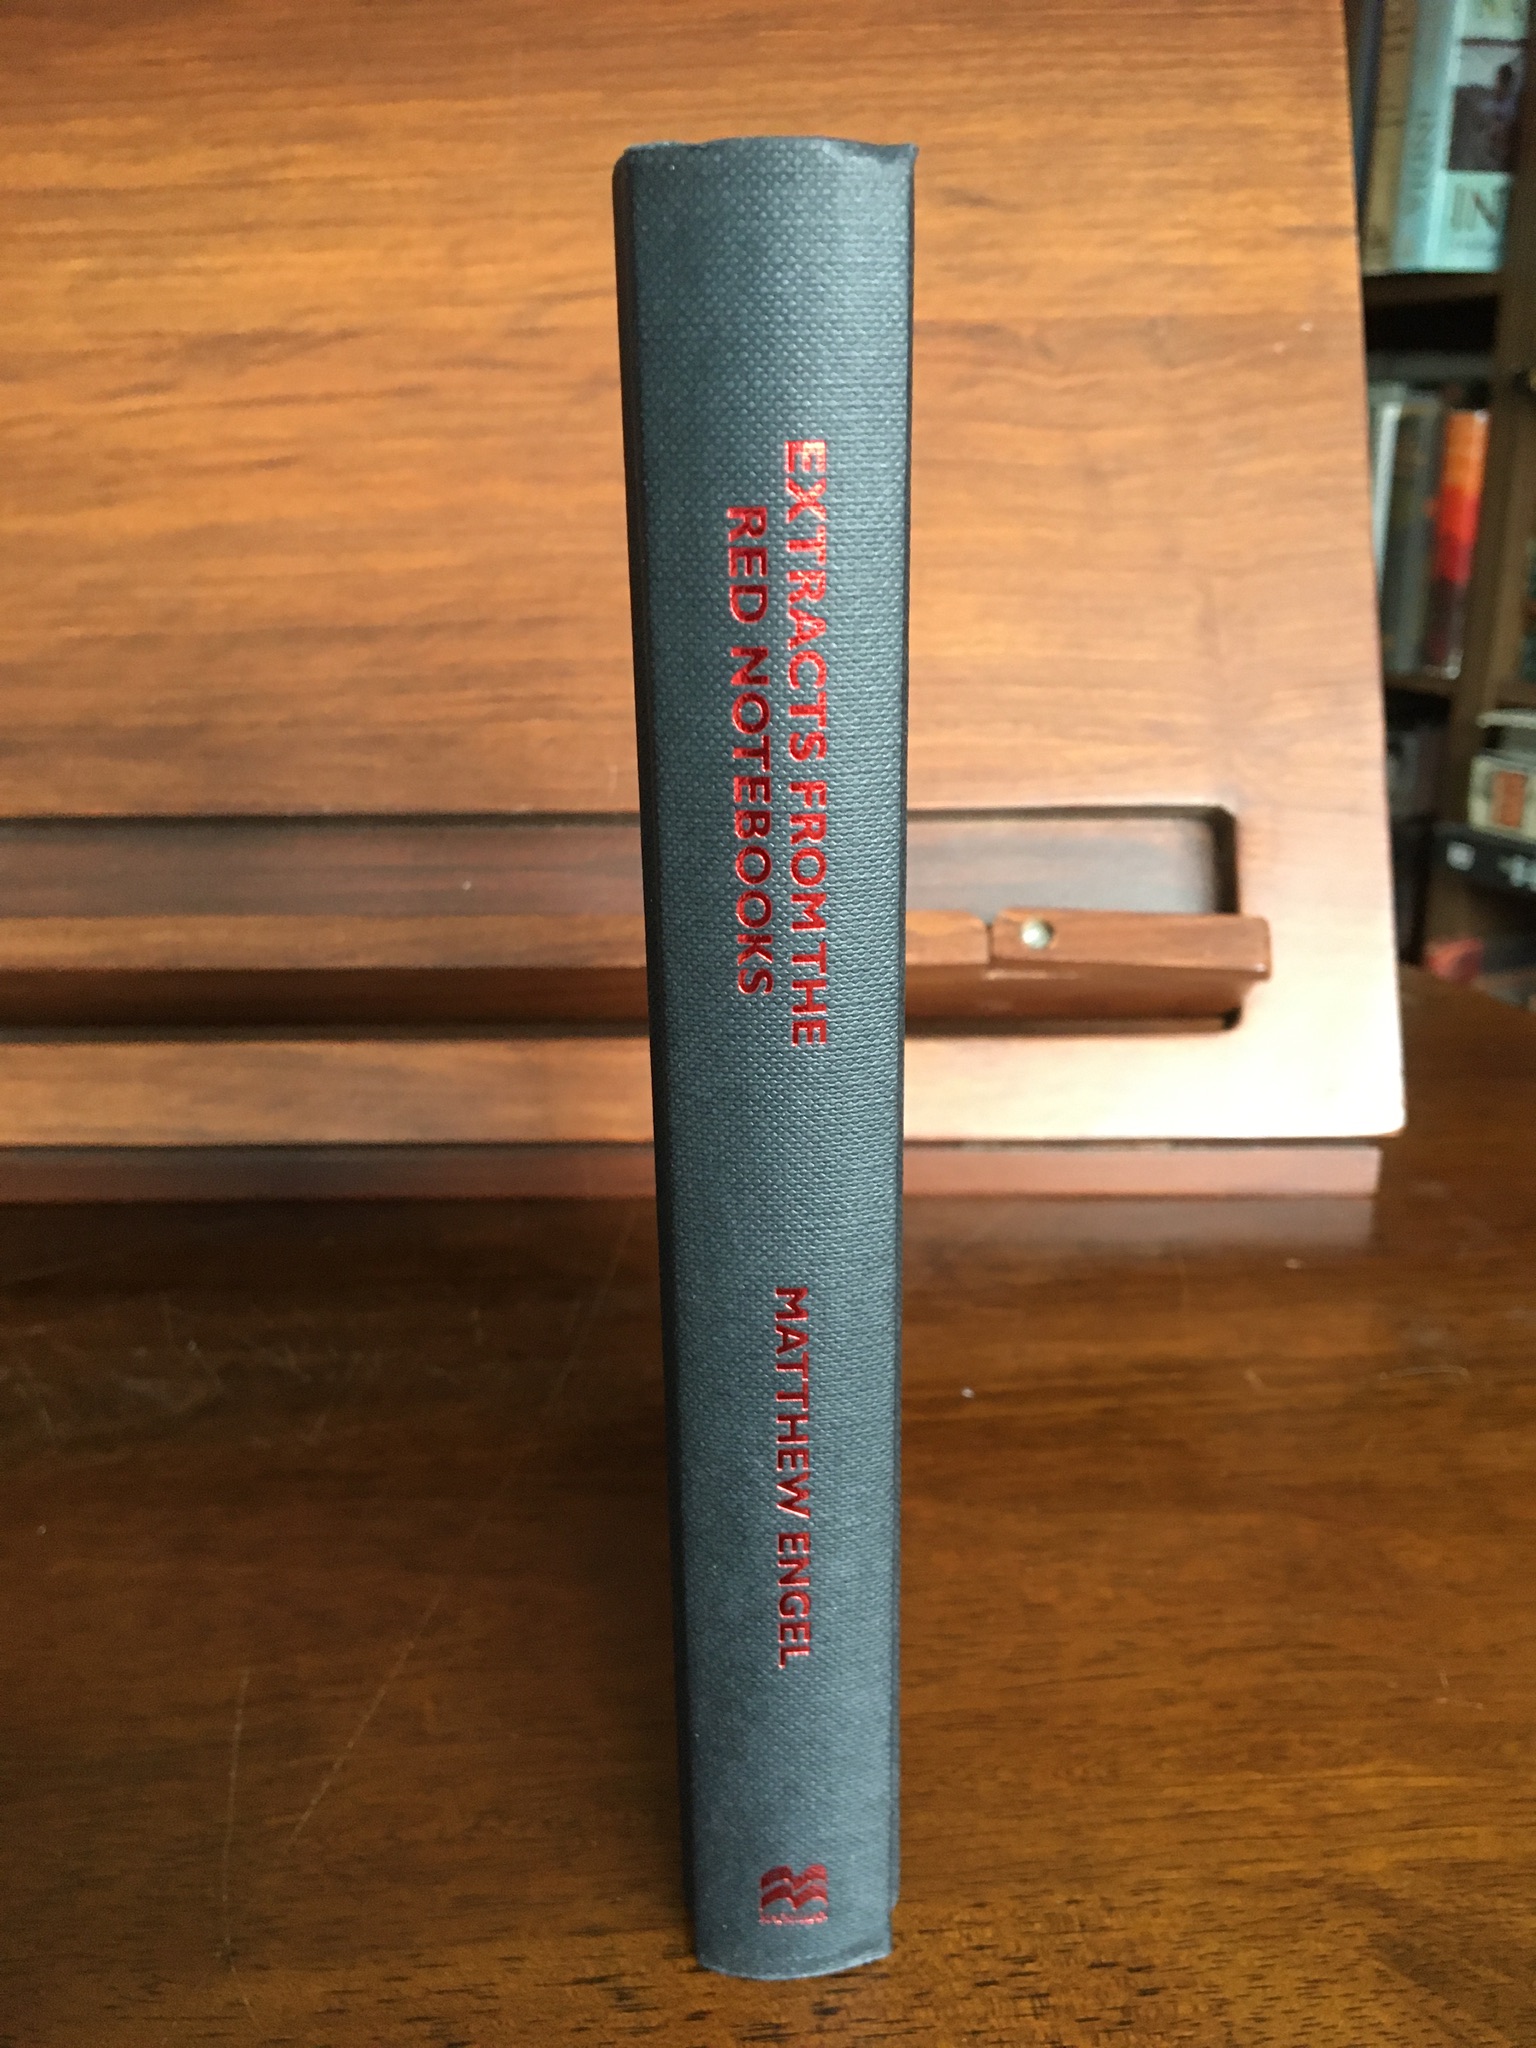 EXTRACTS FROM THE
RED NOTEBOOKS
MATTHEW ENGEL